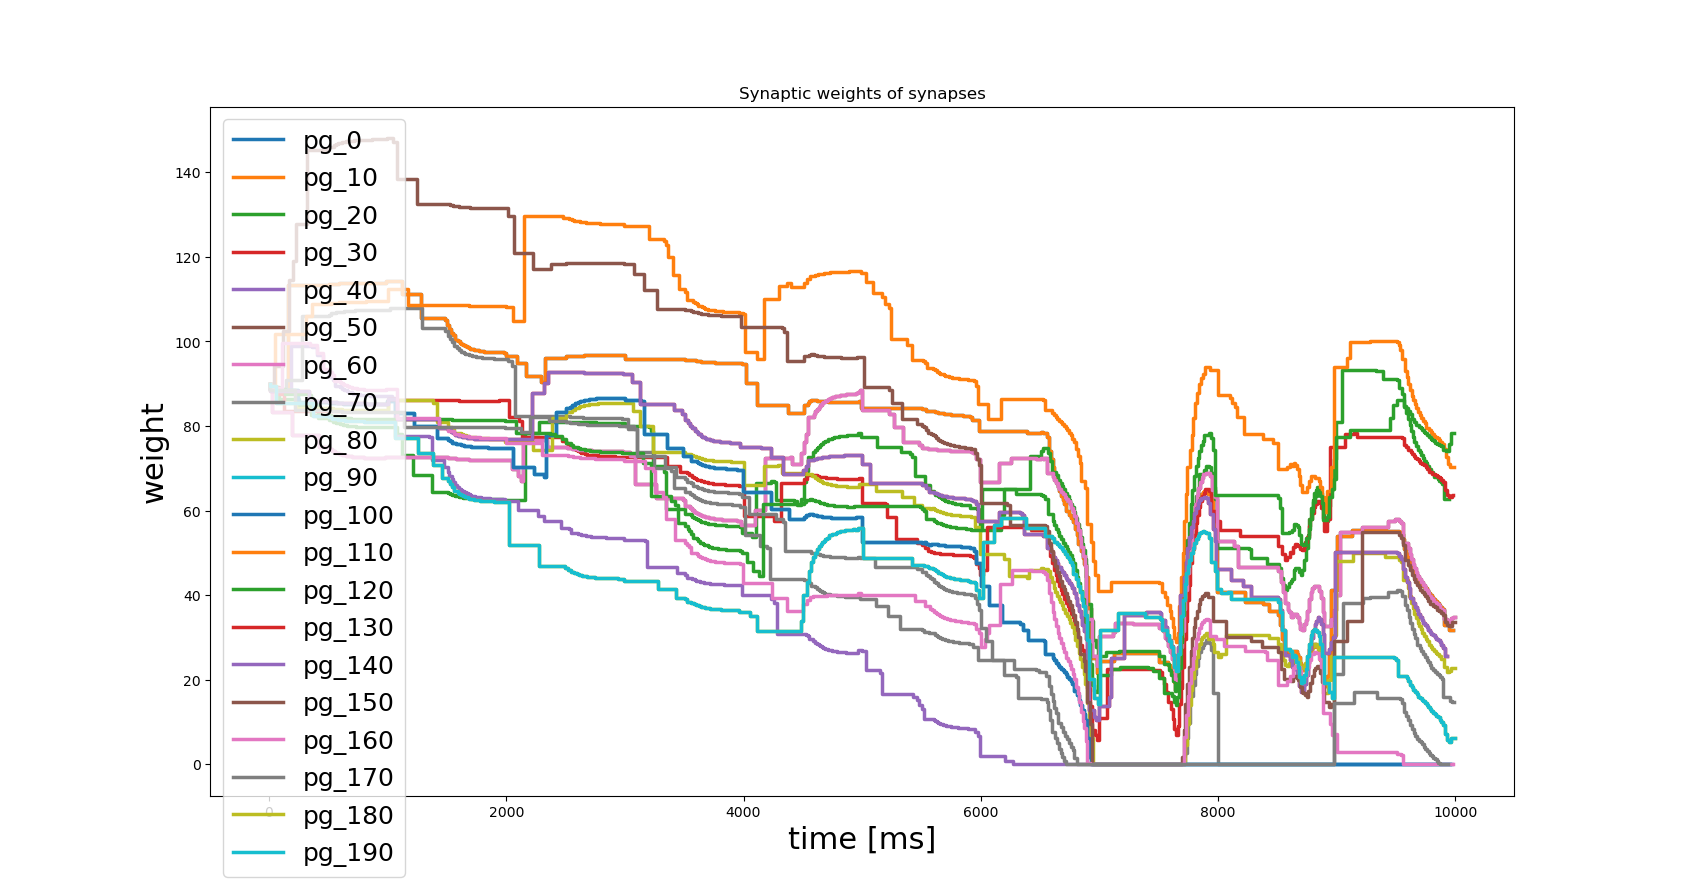 Synaptic weights of synapses
weight
140
120
100
80
60
40
20
0
pg_0
pg_10
pg_20
pg_30
pg_40
pg_50
pg_60
pg_70
pg_80
pg_90
pg_100
pg_110
pg_120
pg_130
pg_140
pg_150
pg_160
pg_170
pg_180
pg_190
0 2000 4000 6000 8000 10000
time [ms]